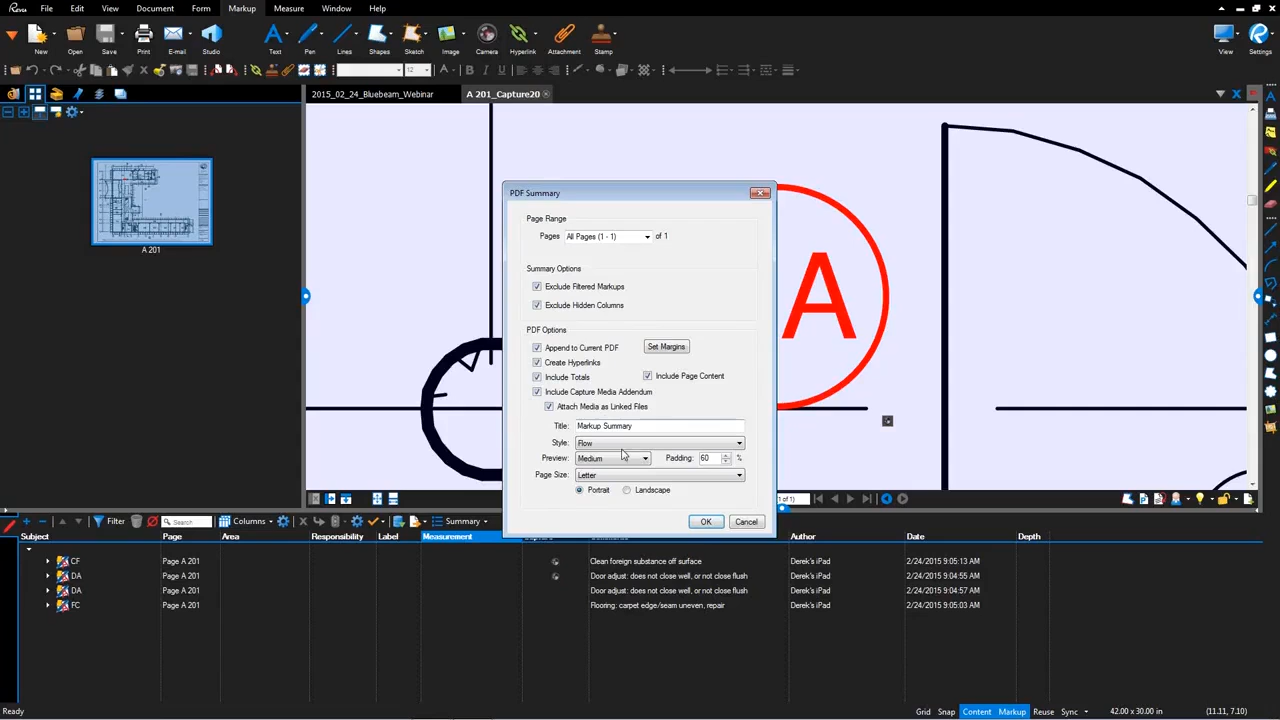 Revu File Edit View Document Form Markup Measure Window Help
New Open Save Print E-mail Studio Text Pen Lines Shapes Sketch Image Camera Hyperlink Attachment Stamp View Settings
12 A B I U
2015_02_24_Bluebeam_Webinar A 201_Capture20
A 201
A
PDF Summary
Page Range
Pages All Pages (1 - 1) of 1
Summary Options
Exclude Filtered Markups
Exclude Hidden Columns
PDF Options
Append to Current PDF Set Margins
Create Hyperlinks
Include Totals Include Page Content
Include Capture Media Addendum
Attach Media as Linked Files
Title: Markup Summary
Style: Flow
Preview: Medium Padding: 60 %
Page Size: Letter
Portrait Landscape
OK Cancel
of 1)
Filter Search Columns Summary
Subject Page Area Responsibility Label Measurement Author Date Depth
CF Page A 201 Clean foreign substance off surface Derek's iPad 2/24/2015 9:05:13 AM
DA Page A 201 Door adjust: does not close well, or not close flush Derek's iPad 2/24/2015 9:04:55 AM
DA Page A 201 Door adjust: does not close well, or not close flush Derek's iPad 2/24/2015 9:04:57 AM
FC Page A 201 Flooring: carpet edge/seam uneven, repair Derek's iPad 2/24/2015 9:05:03 AM
Ready Grid Snap Content Markup Reuse Sync 42.00 x 30.00 in (11.11, 7.10)